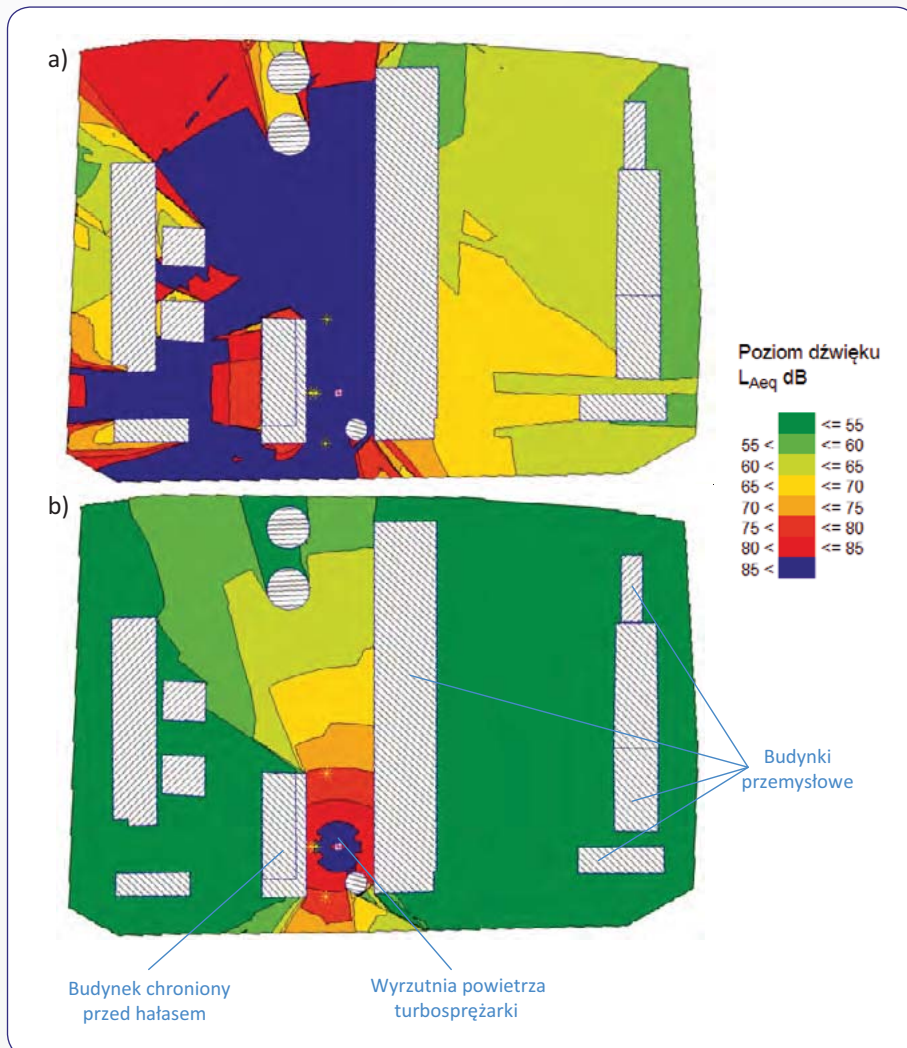 a)
Poziom dźwięku
L_Aeq dB
<= 55
55 < <= 60
60 < <= 65
65 < <= 70
70 < <= 75
75 < <= 80
80 < <= 85
85 <
b)
Budynki
przemysłowe
Budynek chroniony
przed hałasem
Wyrzutnia powietrza
turbosprężarki